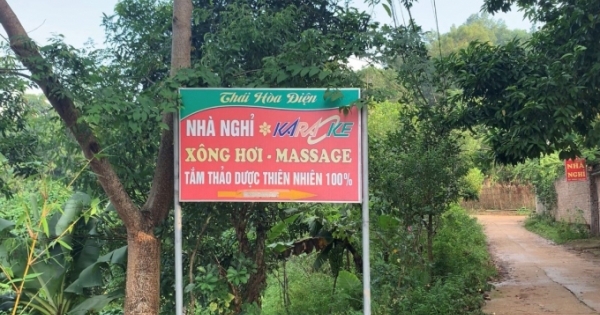 Thái Hòa Điện
NHÀ NGHỈ * KARAOKE
XÔNG HƠI - MASSAGE
TẮM THẢO DƯỢC THIÊN NHIÊN 100%
NHÀ
NGHỈ